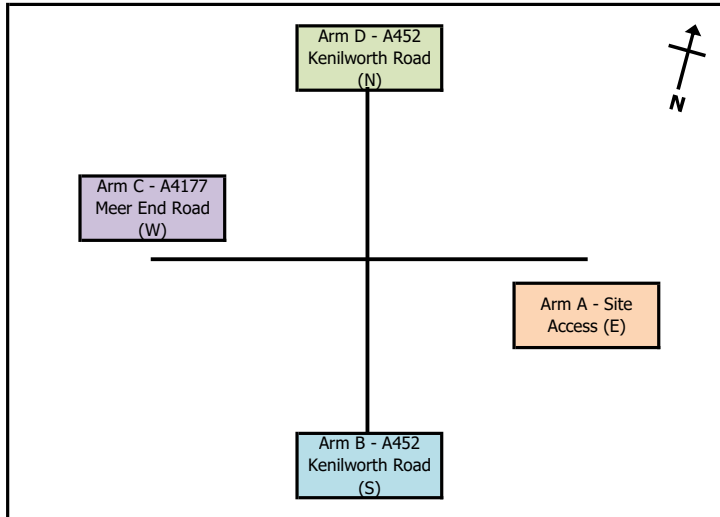 Arm D - A452
Kenilworth Road
(N)
N
Arm C - A4177
Meer End Road
(W)
Arm A - Site
Access (E)
Arm B - A452
Kenilworth Road
(S)